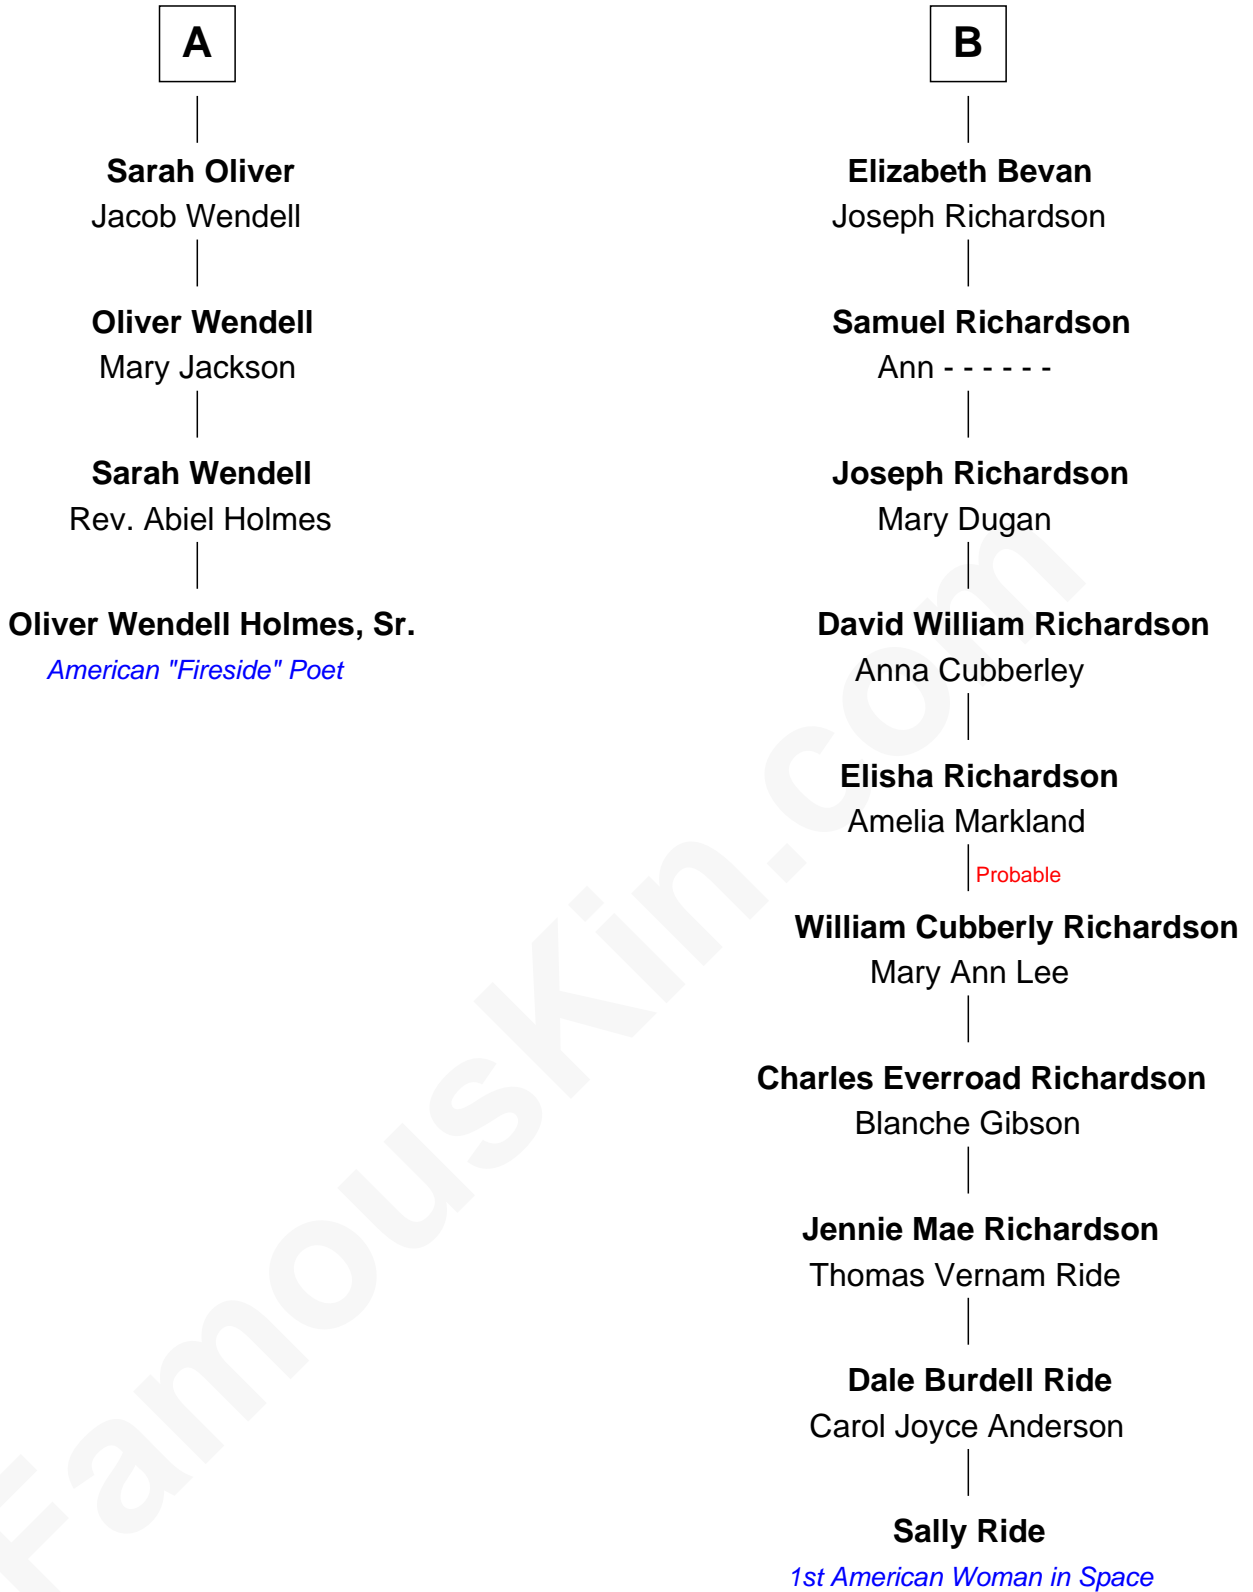 A
Sarah Oliver
Jacob Wendell
Oliver Wendell
Mary Jackson
Sarah Wendell
Rev. Abiel Holmes
Oliver Wendell Holmes, Sr.
American "Fireside" Poet
B
Elizabeth Bevan
Joseph Richardson
Samuel Richardson
Ann - - - - - -
Joseph Richardson
Mary Dugan
David William Richardson
Anna Cubberley
Elisha Richardson
Amelia Markland
Probable
William Cubberly Richardson
Mary Ann Lee
Charles Everroad Richardson
Blanche Gibson
Jennie Mae Richardson
Thomas Vernam Ride
Dale Burdell Ride
Carol Joyce Anderson
Sally Ride
1st American Woman in Space
FamousKin.com